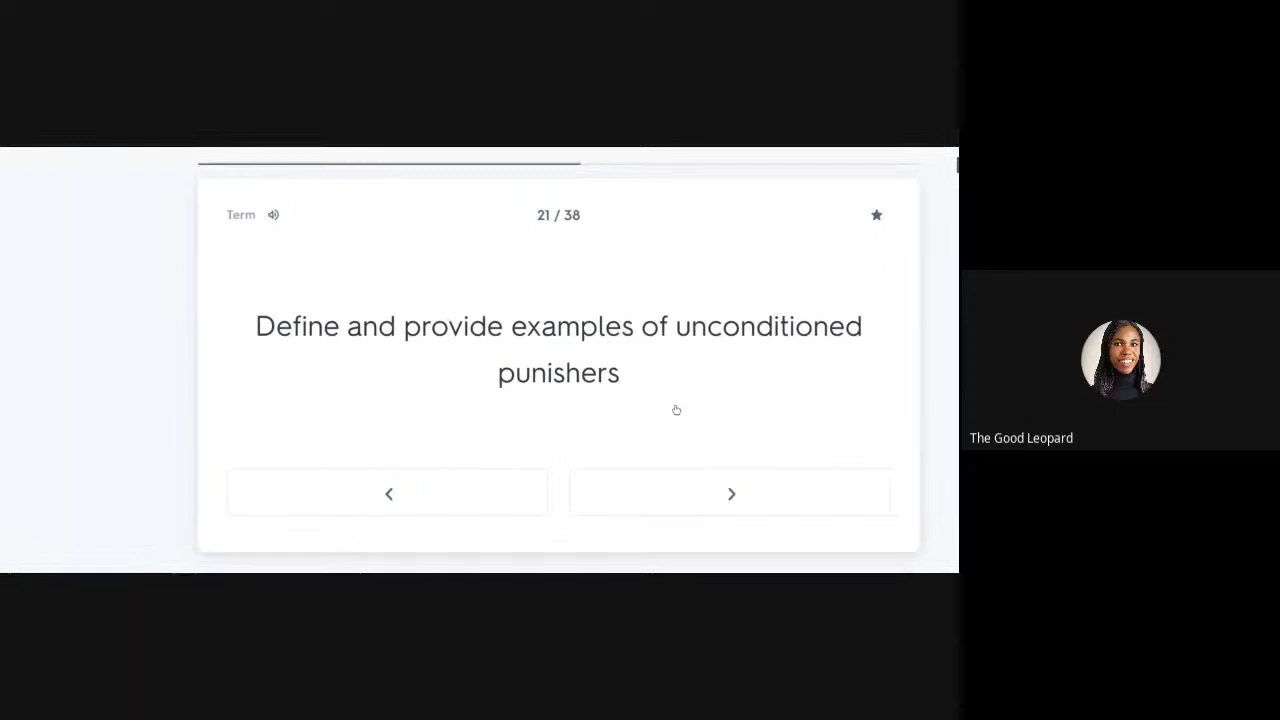 Term 21 / 38
Define and provide examples of unconditioned
punishers
The Good Leopard